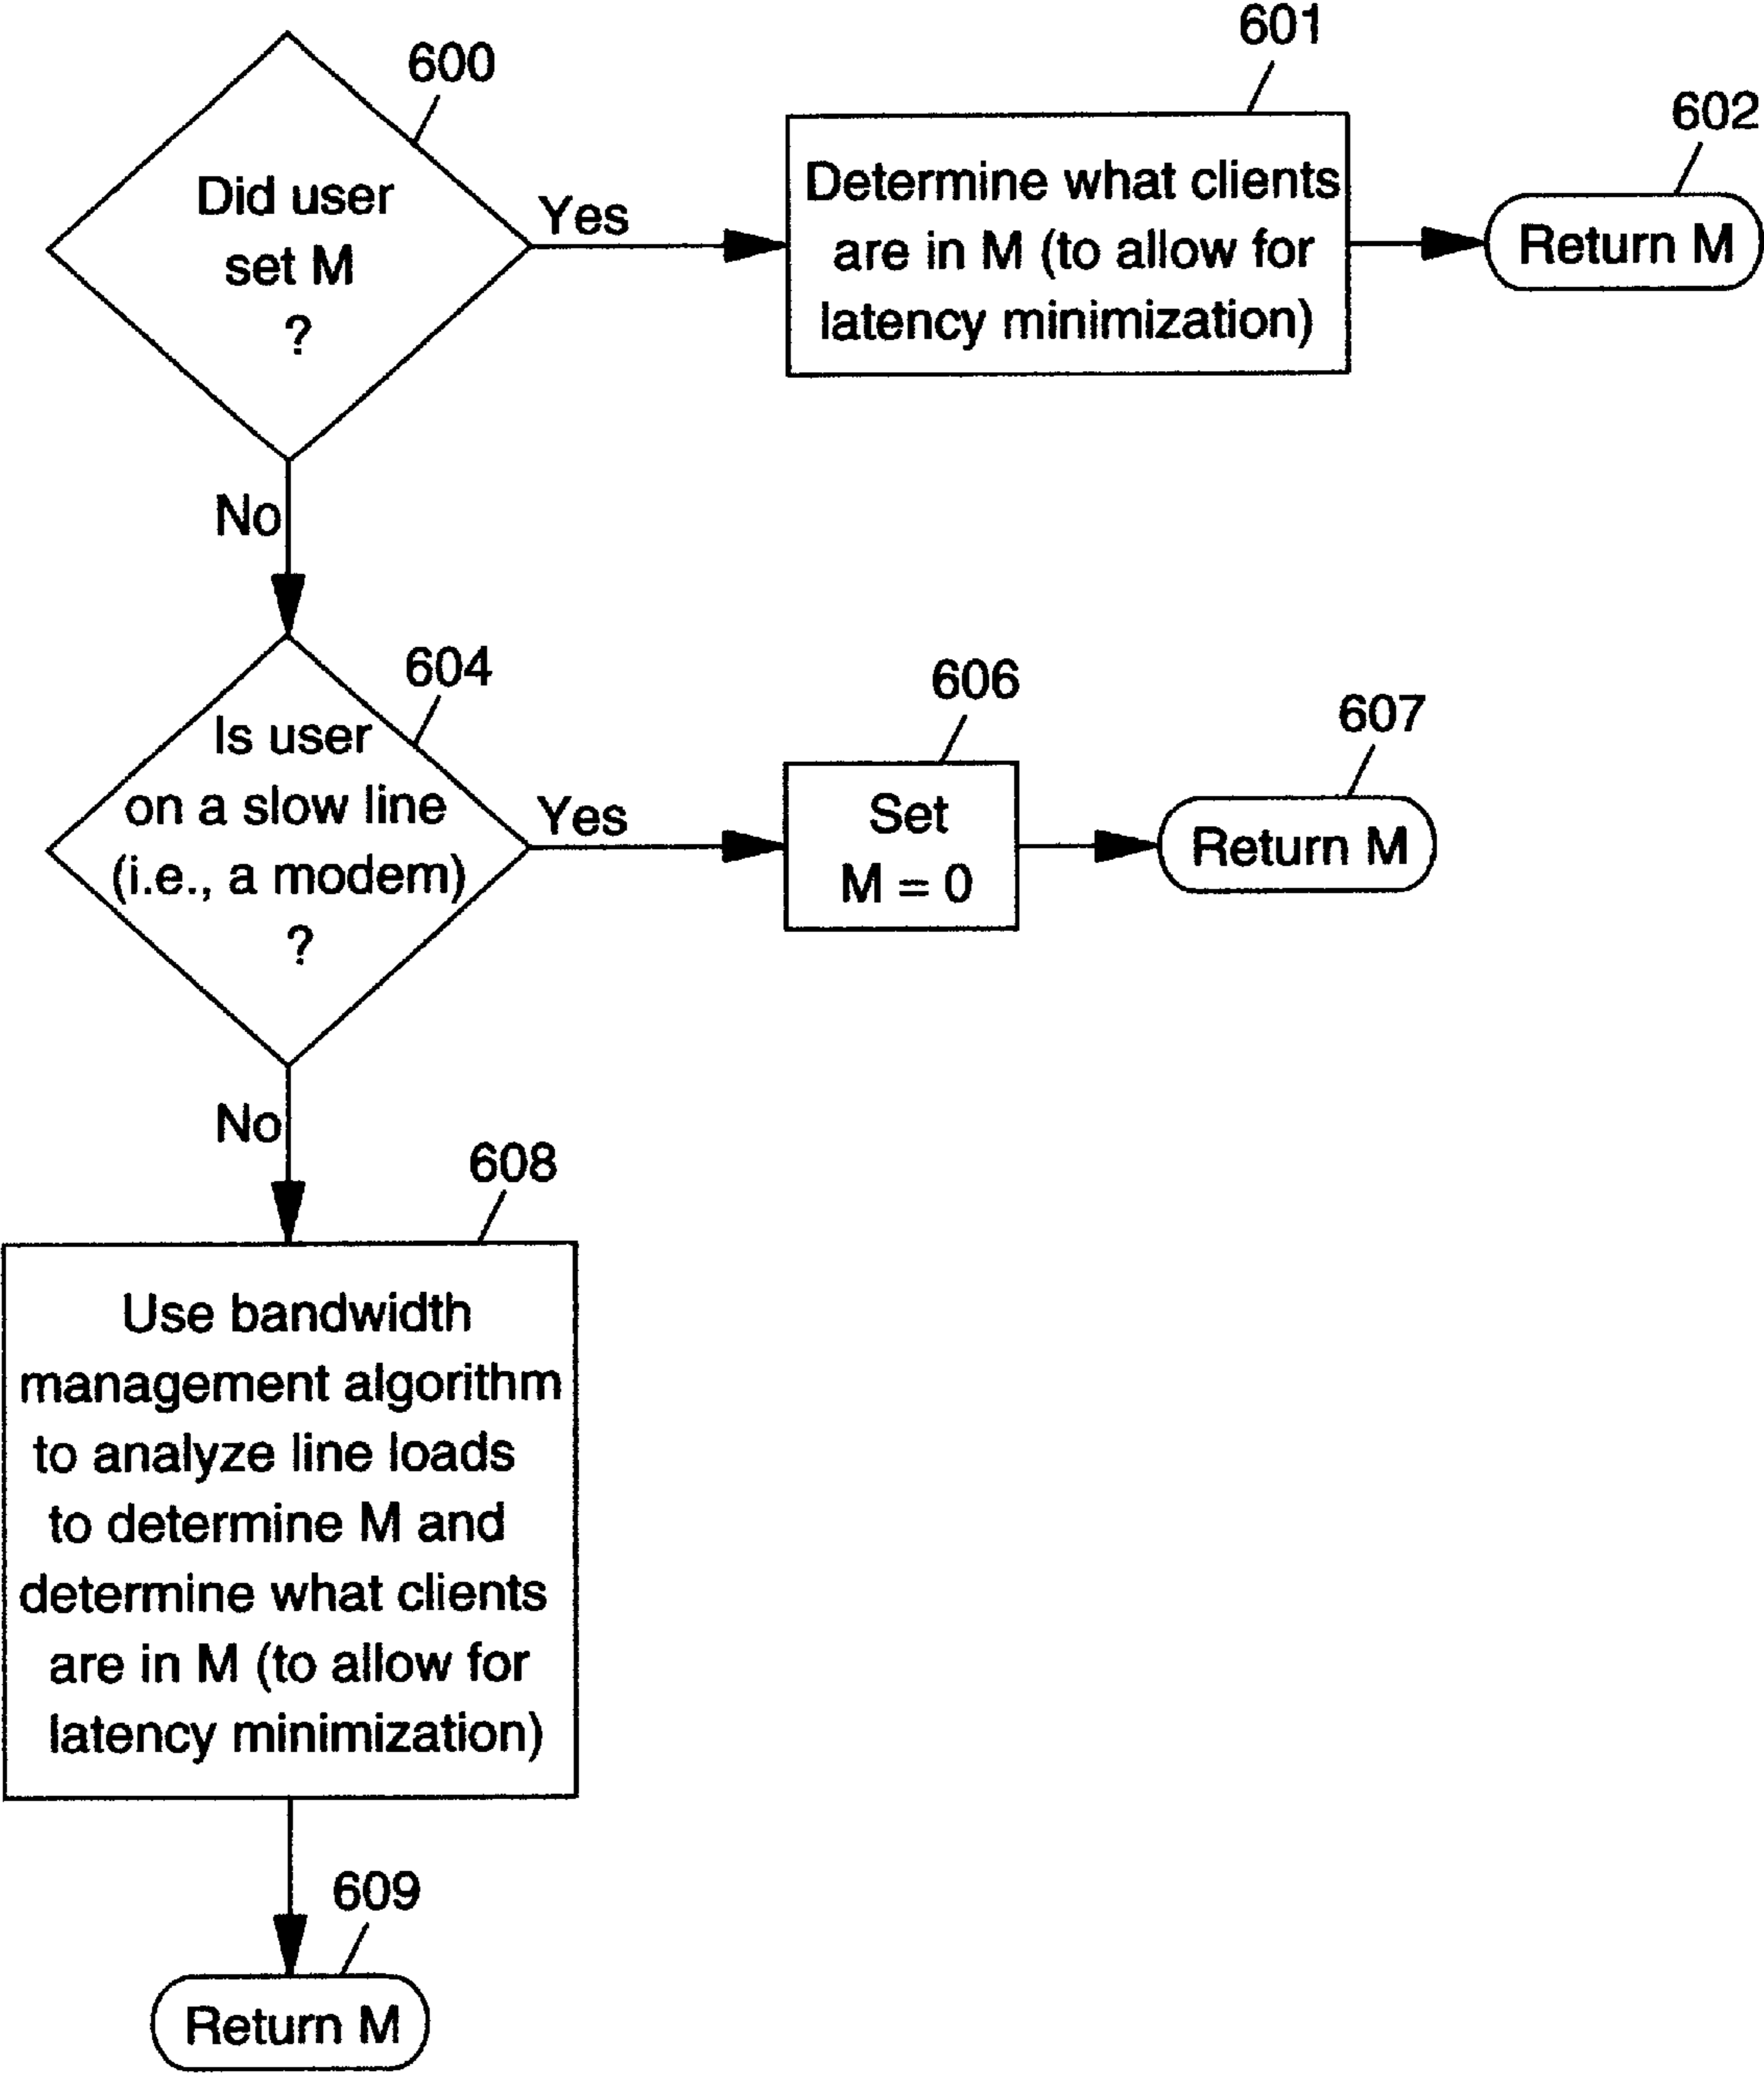 600
Did user
set M
?
Yes
601
Determine what clients
are in M (to allow for
latency minimization)
602
Return M
No
604
Is user
on a slow line
(i.e., a modem)
?
Yes
606
Set
M = 0
607
Return M
No
608
Use bandwidth
management algorithm
to analyze line loads
to determine M and
determine what clients
are in M (to allow for
latency minimization)
609
Return M